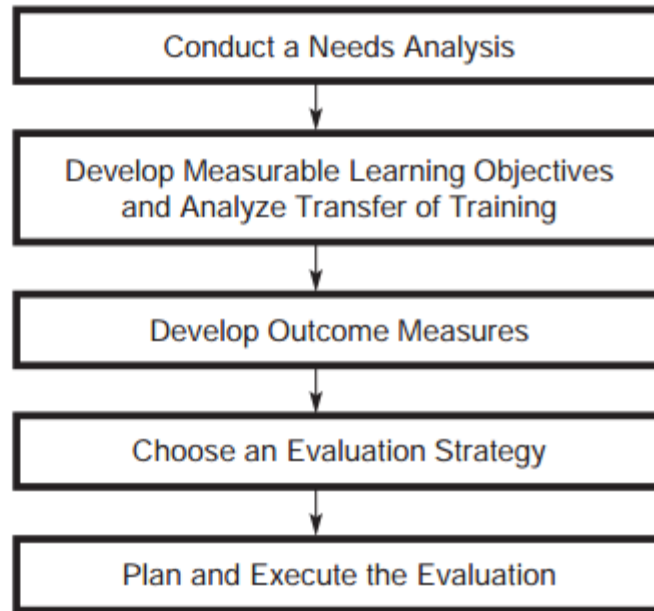 Conduct a Needs Analysis
Develop Measurable Learning Objectives
and Analyze Transfer of Training
Develop Outcome Measures
Choose an Evaluation Strategy
Plan and Execute the Evaluation